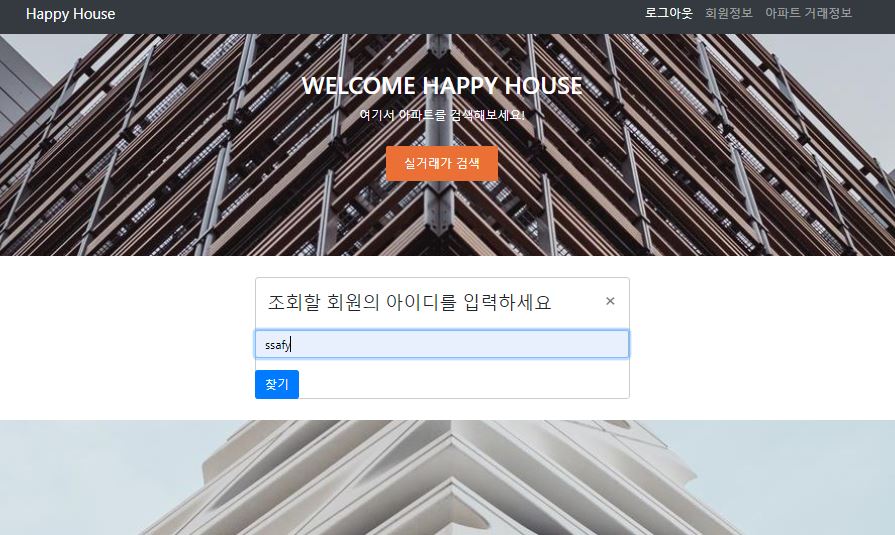 Happy House 로그아웃 회원정보 아파트 거래정보
WELCOME HAPPY HOUSE
여기서 아파트를 검색해보세요!
실거래가 검색
조회할 회원의 아이디를 입력하세요 ×
ssafy
찾기